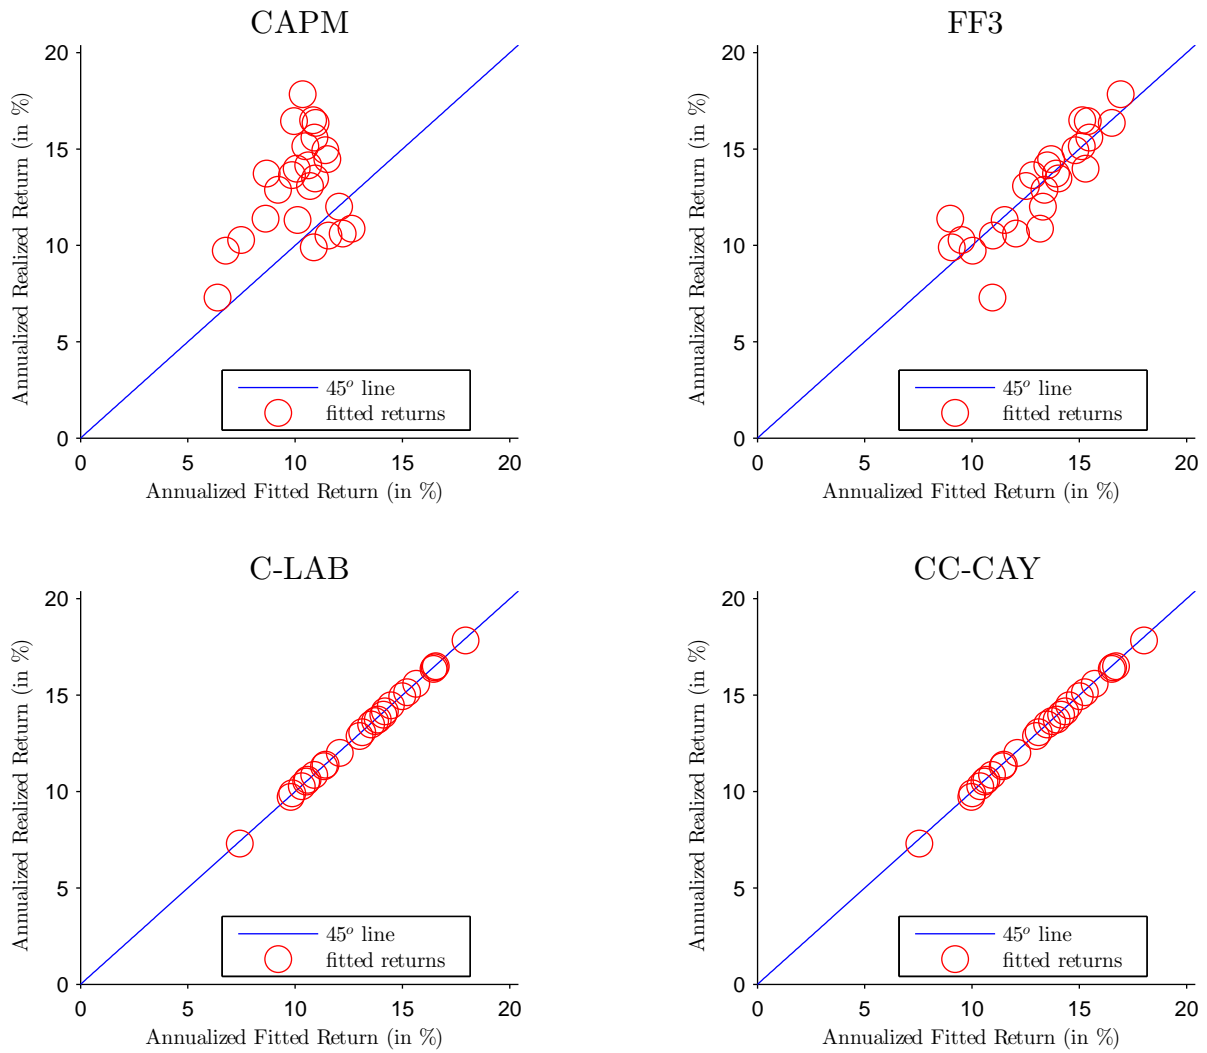 CAPM
20
15
10
5
0
0 5 10 15 20
Annualized Realized Return (in %)
Annualized Fitted Return (in %)
45o line
fitted returns
FF3
20
15
10
5
0
0 5 10 15 20
Annualized Realized Return (in %)
Annualized Fitted Return (in %)
45o line
fitted returns
C-LAB
20
15
10
5
0
0 5 10 15 20
Annualized Realized Return (in %)
Annualized Fitted Return (in %)
45o line
fitted returns
CC-CAY
20
15
10
5
0
0 5 10 15 20
Annualized Realized Return (in %)
Annualized Fitted Return (in %)
45o line
fitted returns